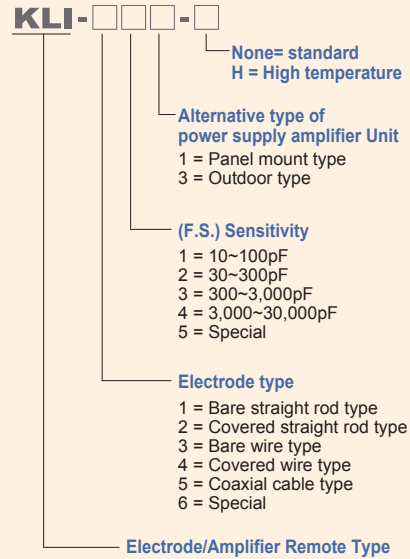 KLI-□□□-□
None= standard
H = High temperature
Alternative type of
power supply amplifier Unit
1 = Panel mount type
3 = Outdoor type
(F.S.) Sensitivity
1 = 10~100pF
2 = 30~300pF
3 = 300~3,000pF
4 = 3,000~30,000pF
5 = Special
Electrode type
1 = Bare straight rod type
2 = Covered straight rod type
3 = Bare wire type
4 = Covered wire type
5 = Coaxial cable type
6 = Special
Electrode/Amplifier Remote Type